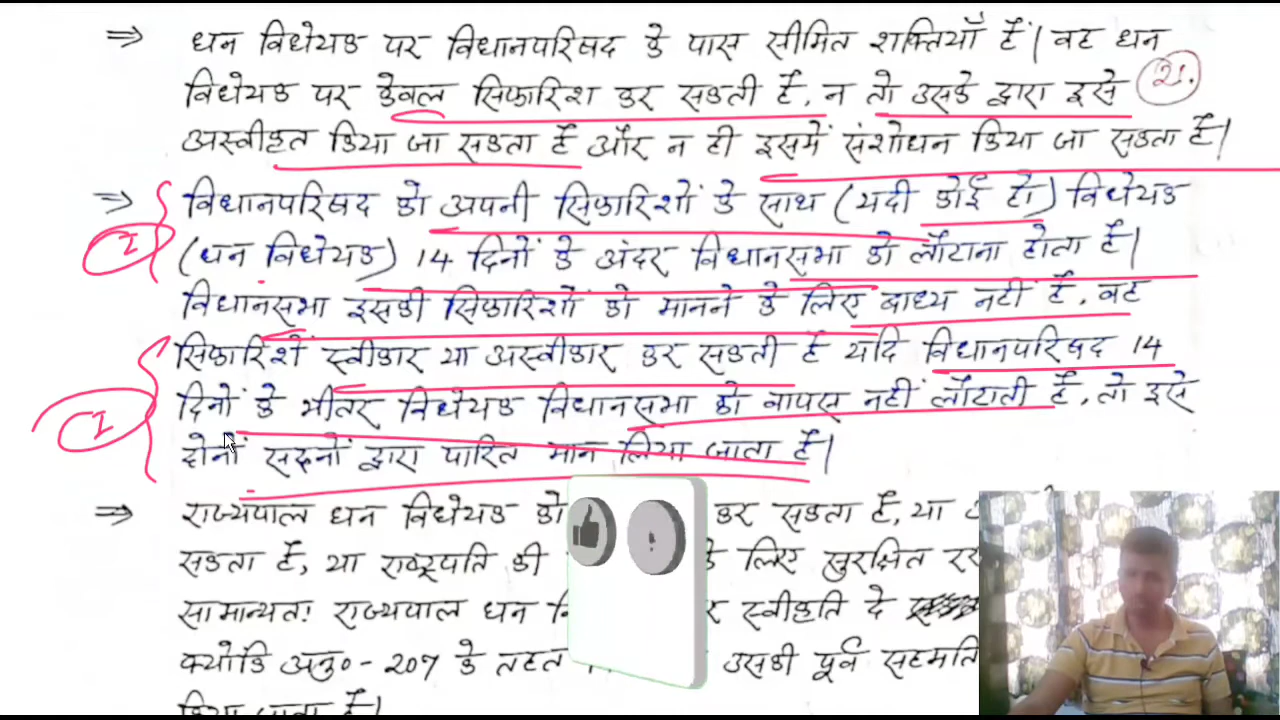 ⇒ धन विधेयक पर विधानपरिषद के पास सीमित शक्तियाँ हैं। वह धन
विधेयक पर केवल सिफारिश कर सकती है, न तो उसके द्वारा इसे
21.
अस्वीकृत किया जा सकता है और न ही इसमें संशोधन किया जा सकता है।
⇒ विधानपरिषद को अपनी सिफारिशों के साथ (यदी कोई हो) विधेयक
I
(धन विधेयक) 14 दिनों के अंदर विधानसभा को लौटाना होता है।
विधानसभा इसकी सिफारिशों को मानने के लिए बाध्य नहीं है, वह
सिफारिशें स्वीकार या अस्वीकार कर सकती है यदि विधानपरिषद 14
I
दिनों के भीतर विधेयक विधानसभा को वापस नहीं लौटाती है, तो इसे
दोनों सदनों द्वारा पारित मान लिया जाता है।
⇒ राज्यपाल धन विधेयक को कर सकता है, या
सकता है, या राष्ट्रपति की के लिए सुरक्षित
सामान्यतः राज्यपाल धन स्वीकृति दे
क्योंकि अनु०-207 के तहत उसकी पूर्व सहमति
किया जाता है।